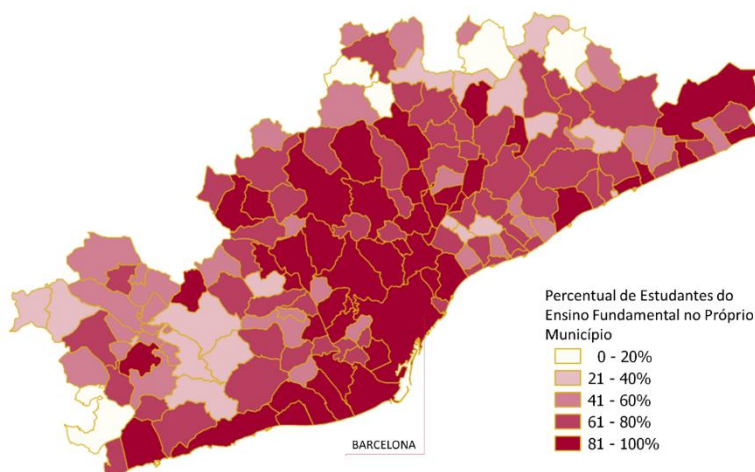 Percentual de Estudantes do
Ensino Fundamental no Próprio
Município
0 - 20%
21 - 40%
41 - 60%
61 - 80%
81 - 100%
BARCELONA